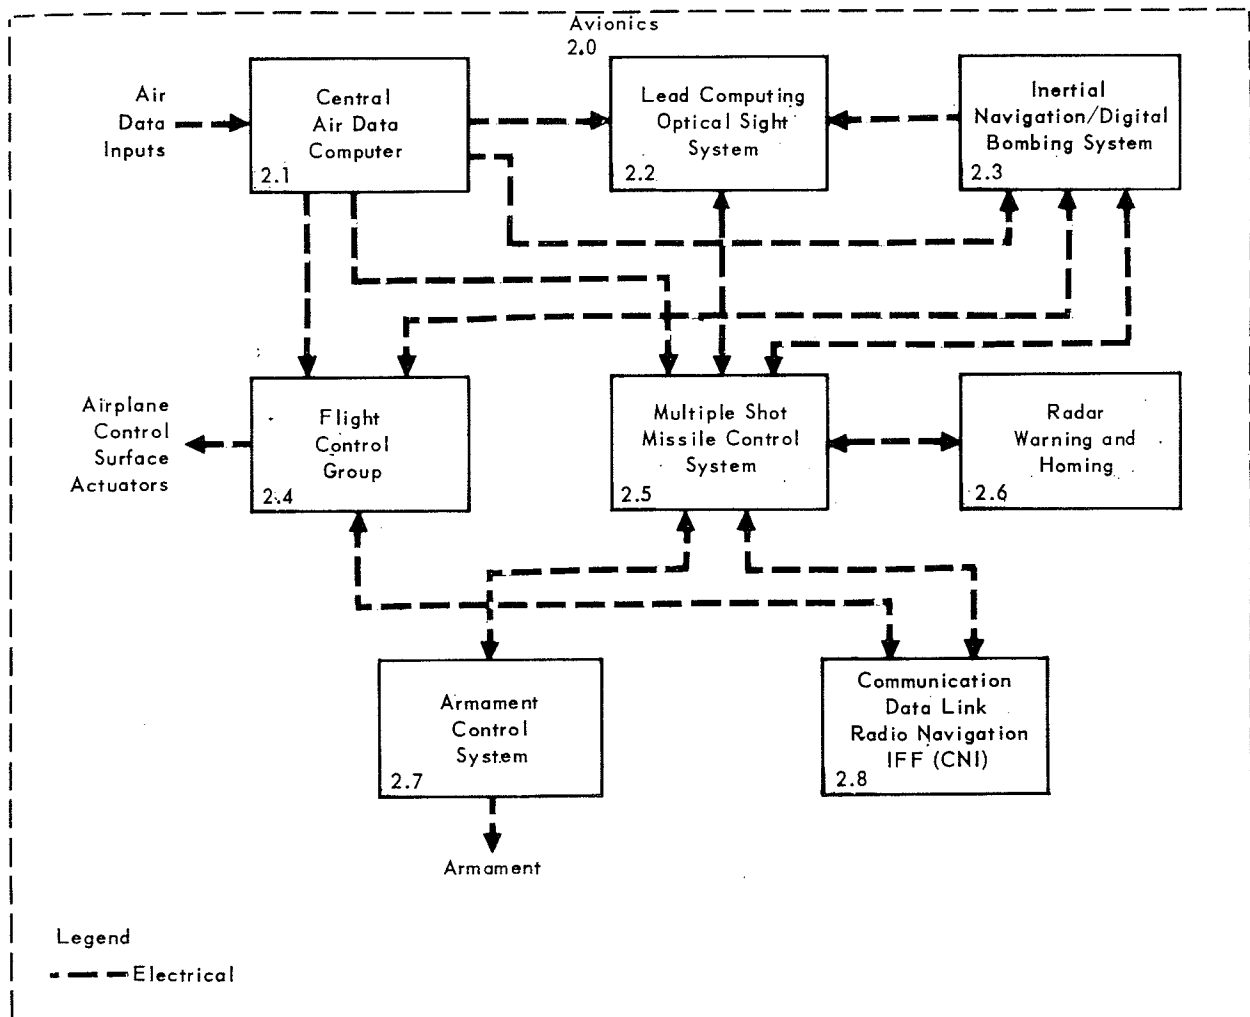 Avionics
2.0
Air
Data
Inputs
Central
Air Data
Computer
2.1
Lead Computing
Optical Sight
System
2.2
Inertial
Navigation/Digital
Bombing System
2.3
Airplane
Control
Surface
Actuators
Flight
Control
Group
2.4
Multiple Shot
Missile Control
System
2.5
Radar
Warning and
Homing
2.6
Armament
Control
System
2.7
Communication
Data Link
Radio Navigation
IFF (CNI)
2.8
Armament
Legend
Electrical